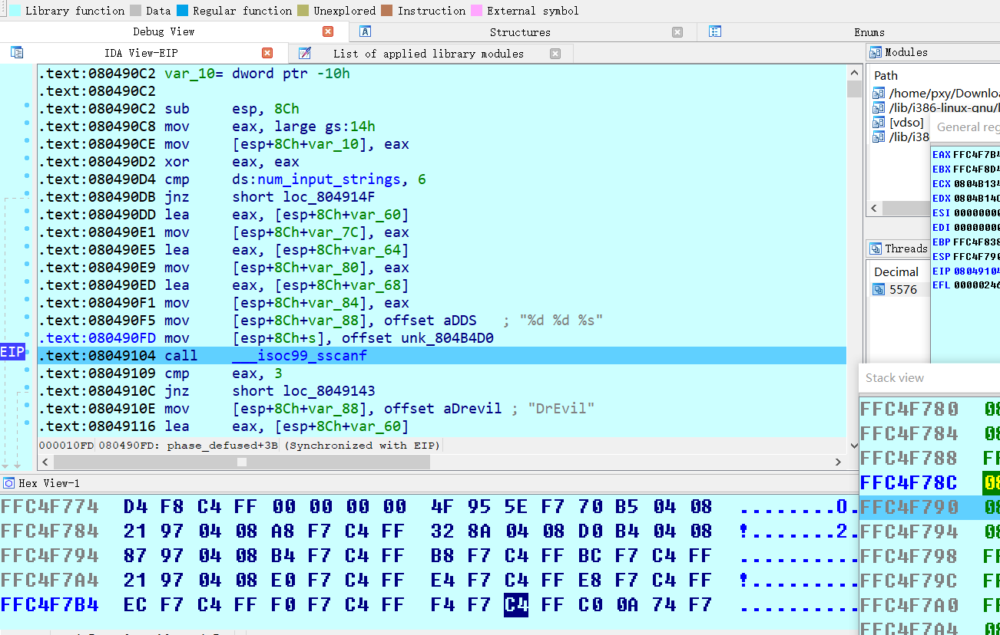 Library function Data Regular function Unexplored Instruction External symbol
Debug View Structures Enums
IDA View-EIP List of applied library modules
.text:080490C2 var_10= dword ptr -10h
.text:080490C2
.text:080490C2 sub esp, 8Ch
.text:080490C8 mov eax, large gs:14h
.text:080490CE mov [esp+8Ch+var_10], eax
.text:080490D2 xor eax, eax
.text:080490D4 cmp ds:num_input_strings, 6
.text:080490DB jnz short loc_804914F
.text:080490DD lea eax, [esp+8Ch+var_60]
.text:080490E1 mov [esp+8Ch+var_7C], eax
.text:080490E5 lea eax, [esp+8Ch+var_64]
.text:080490E9 mov [esp+8Ch+var_80], eax
.text:080490ED lea eax, [esp+8Ch+var_68]
.text:080490F1 mov [esp+8Ch+var_84], eax
.text:080490F5 mov [esp+8Ch+var_88], offset aDDS ; "%d %d %s"
.text:080490FD mov [esp+8Ch+s], offset unk_804B4D0
EIP .text:08049104 call ___isoc99_sscanf
.text:08049109 cmp eax, 3
.text:0804910C jnz short loc_8049143
.text:0804910E mov [esp+8Ch+var_88], offset aDrevil ; "DrEvil"
.text:08049116 lea eax, [esp+8Ch+var_60]
000010FD 080490FD: phase_defused+3B (Synchronized with EIP)
Modules
Path
/home/pxy/Downloa
/lib/i386-linux-gnu/l
[vdso]
/lib/i38
General reg
EAX FFC4F7B4
EBX FFC4F8D4
ECX 0804B134
EDX 0804B14C
ESI 0000000
EDI 0000000
EBP FFC4F838
ESP FFC4F790
EIP 08049104
EFL 00000246
Threads
Decimal
5576
Hex View-1
FFC4F774 D4 F8 C4 FF 00 00 00 00 4F 95 5E F7 70 B5 04 08 ........O.
FFC4F784 21 97 04 08 A8 F7 C4 FF 32 8A 04 08 D0 B4 04 08 !.......2.
FFC4F794 87 97 04 08 B4 F7 C4 FF B8 F7 C4 FF BC F7 C4 FF ..........
FFC4F7A4 21 97 04 08 E0 F7 C4 FF E4 F7 C4 FF E8 F7 C4 FF !.........
FFC4F7B4 EC F7 C4 FF F0 F7 C4 FF F4 F7 C4 FF C0 0A 74 F7 ..........
Stack view
FFC4F780 08
FFC4F784 08
FFC4F788 FF
FFC4F78C 08
FFC4F790 08
FFC4F794 08
FFC4F798 FF
FFC4F79C FF
FFC4F7A0 FF
FFC4F7A4 08